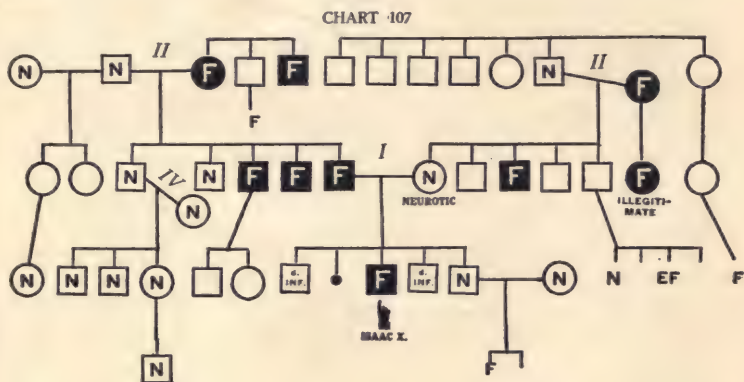 CHART 107
II
II
N N F F N F
F
I
IV
N N F F F N F F
N
NEUROTIC
ILLEGITI-
MATE
N N N N d. INF. F d. INF. N N N EF F
ISAAC X.
N F